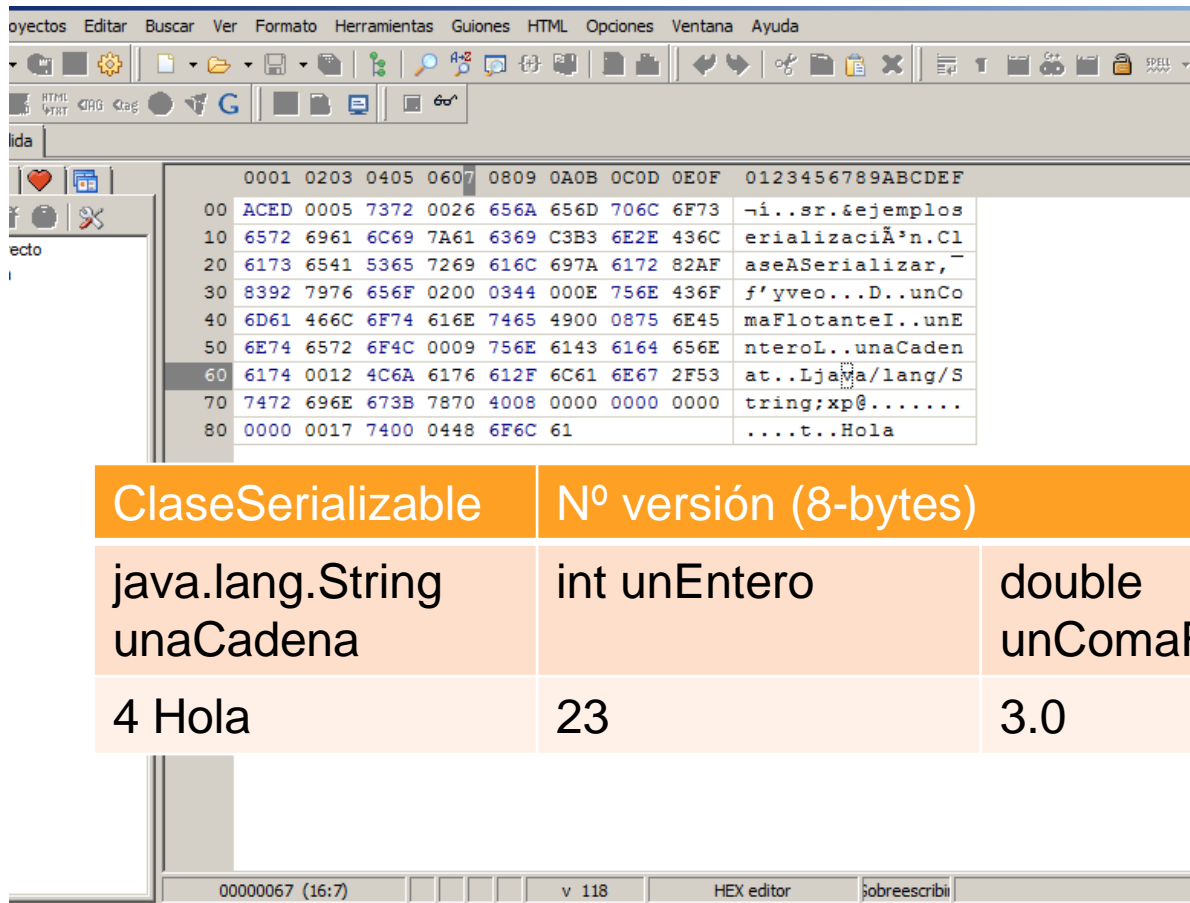 oyectos Editar Buscar Ver Formato Herramientas Guiones HTML Opciones Ventana Ayuda
SPELL
HTML TXT TAG tag G
lida
0001 0203 0405 0607 0809 0A0B 0C0D 0E0F 0123456789ABCDEF
00 ACED 0005 7372 0026 656A 656D 706C 6F73 ¬í..sr.&ejemplos
ecto
10 6572 6961 6C69 7A61 6369 C3B3 6E2E 436C erializaciÃ³n.Cl
20 6173 6541 5365 7269 616C 697A 6172 82AF aseASerializar‚¯
30 8392 7976 656F 0200 0344 000E 756E 436F ƒ’yveo...D..unCo
40 6D61 466C 6F74 616E 7465 4900 0875 6E45 maFlotanteI..unE
50 6E74 6572 6F4C 0009 756E 6143 6164 656E nteroL..unaCaden
60 6174 0012 4C6A 6176 612F 6C61 6E67 2F53 at..Ljava/lang/S
70 7472 696E 673B 7870 4008 0000 0000 0000 tring;xp@.......
80 0000 0017 7400 0448 6F6C 61 ....t..Hola
ClaseSerializable Nº versión (8-bytes)
java.lang.String int unEntero double
unaCadena unComaF
4 Hola 23 3.0
00000067 (16:7) v 118 HEX editor Sobreescribi